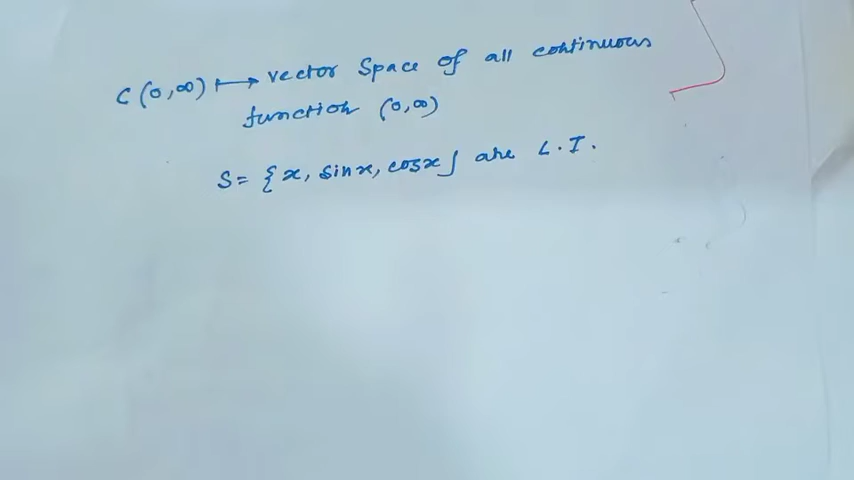 C(0,∞) ↦ vector Space of all continuous
function (0,∞)
S = {x, sinx, cosx} are L.I.